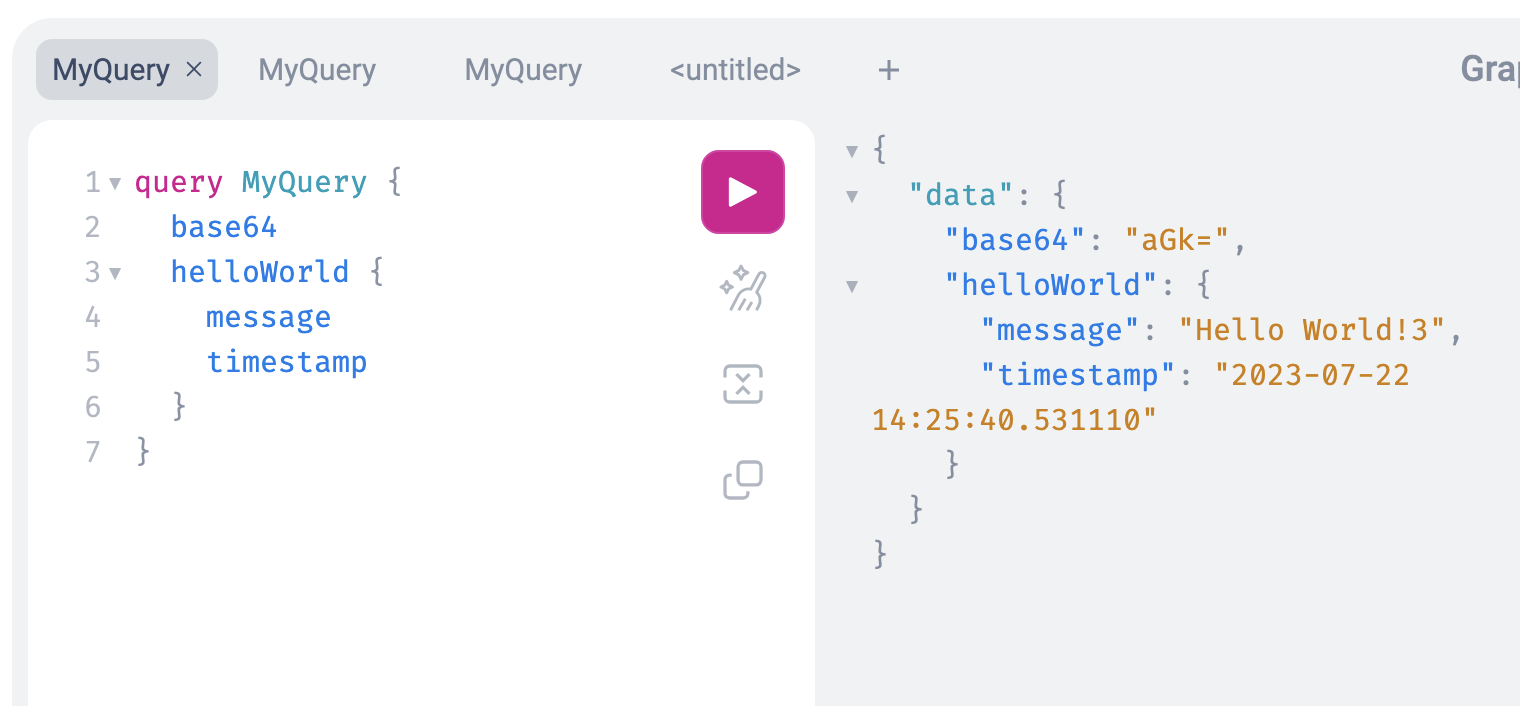 MyQuery × MyQuery MyQuery <untitled> +
1 query MyQuery {
2 base64
3 helloWorld {
4 message
5 timestamp
6 }
7 }
{
"data": {
"base64": "aGk=",
"helloWorld": {
"message": "Hello World!3",
"timestamp": "2023-07-22
14:25:40.531110"
}
}
}